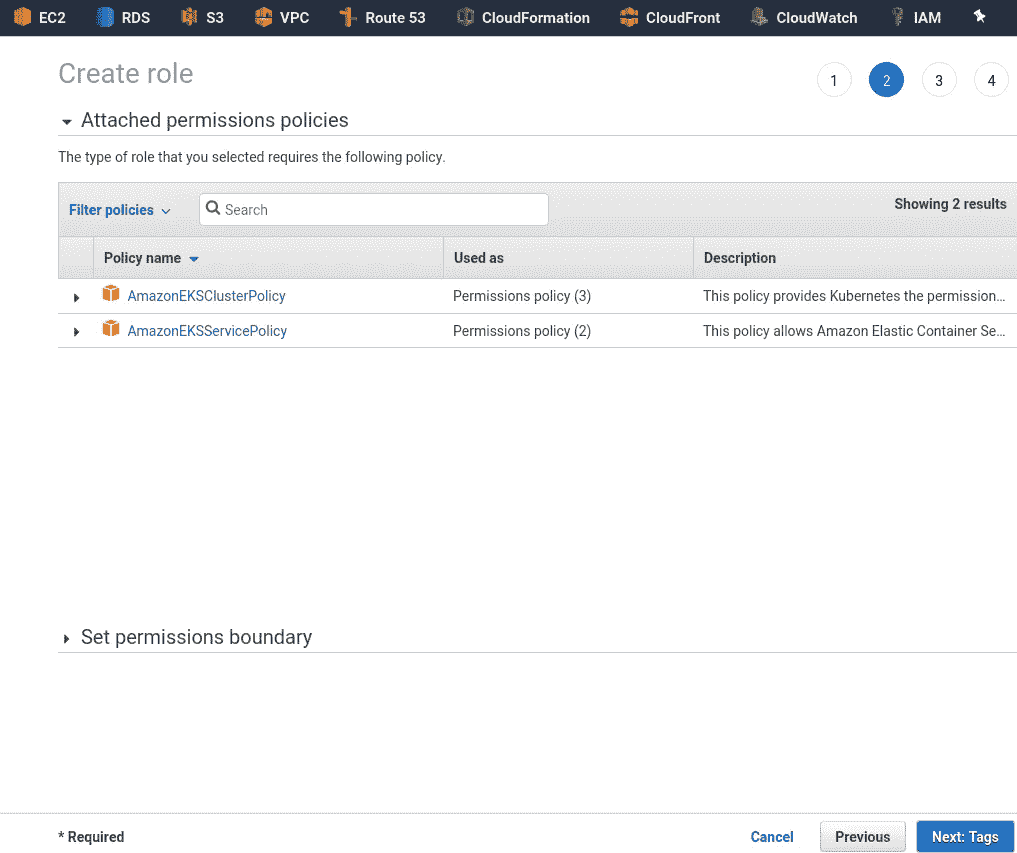 EC2 RDS S3 VPC Route 53 CloudFormation CloudFront CloudWatch IAM
Create role
1 2 3 4
Attached permissions policies
The type of role that you selected requires the following policy.
Filter policies Search Showing 2 results
Policy name Used as Description
AmazonEKSClusterPolicy Permissions policy (3) This policy provides Kubernetes the permission...
AmazonEKSServicePolicy Permissions policy (2) This policy allows Amazon Elastic Container Se...
Set permissions boundary
* Required Cancel Previous Next: Tags